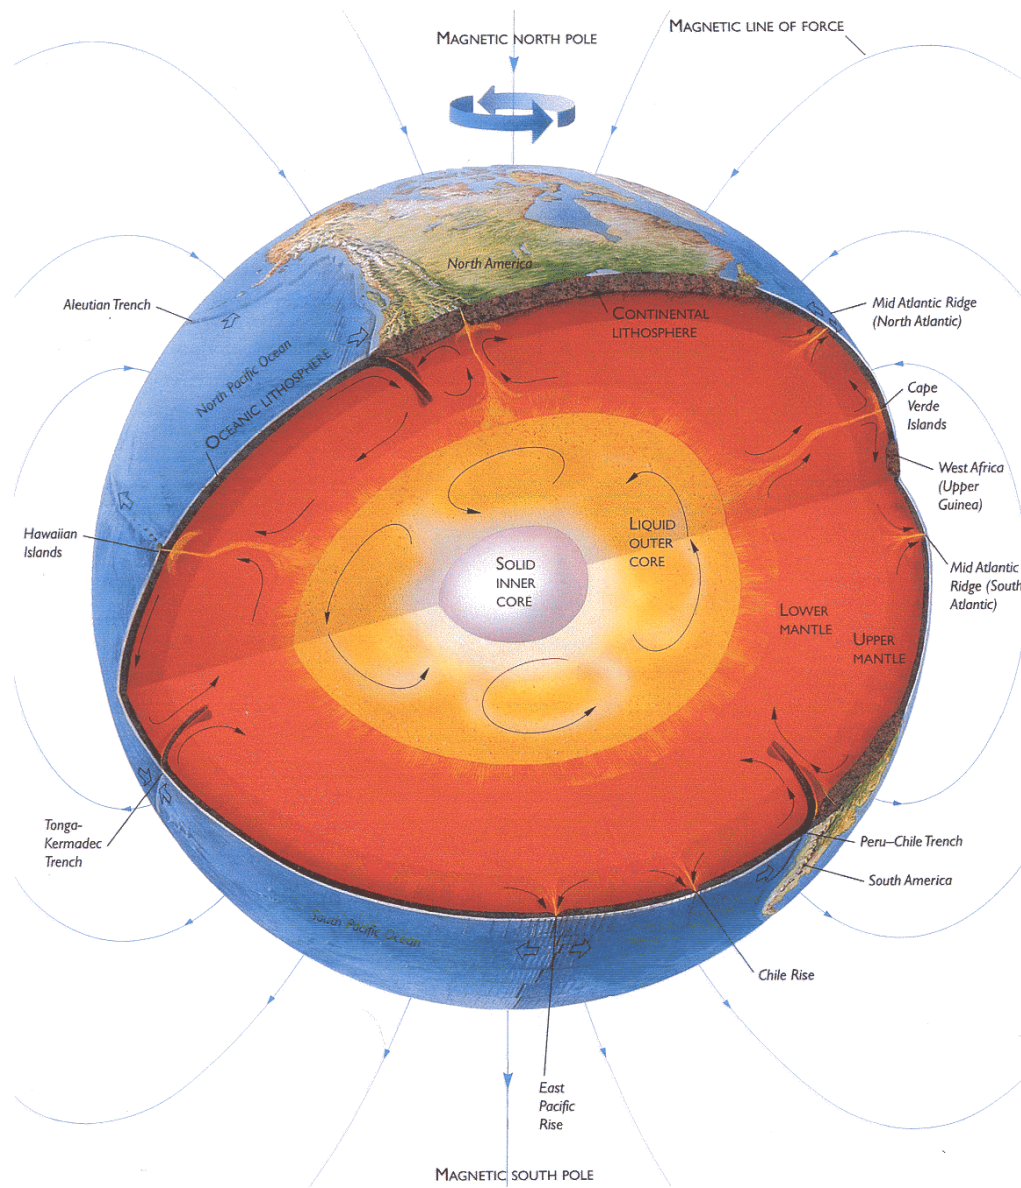 MAGNETIC NORTH POLE
MAGNETIC LINE OF FORCE
North America
Aleutian Trench
Mid Atlantic Ridge
(North Atlantic)
CONTINENTAL
LITHOSPHERE
North Pacific Ocean
OCEANIC LITHOSPHERE
Cape
Verde
Islands
West Africa
(Upper
Guinea)
Hawaiian
Islands
LIQUID
OUTER
CORE
SOLID
INNER
CORE
Mid Atlantic
Ridge (South
Atlantic)
LOWER
MANTLE
UPPER
MANTLE
Tonga-
Kermadec
Trench
Peru–Chile Trench
South America
South Pacific Ocean
Chile Rise
East
Pacific
Rise
MAGNETIC SOUTH POLE